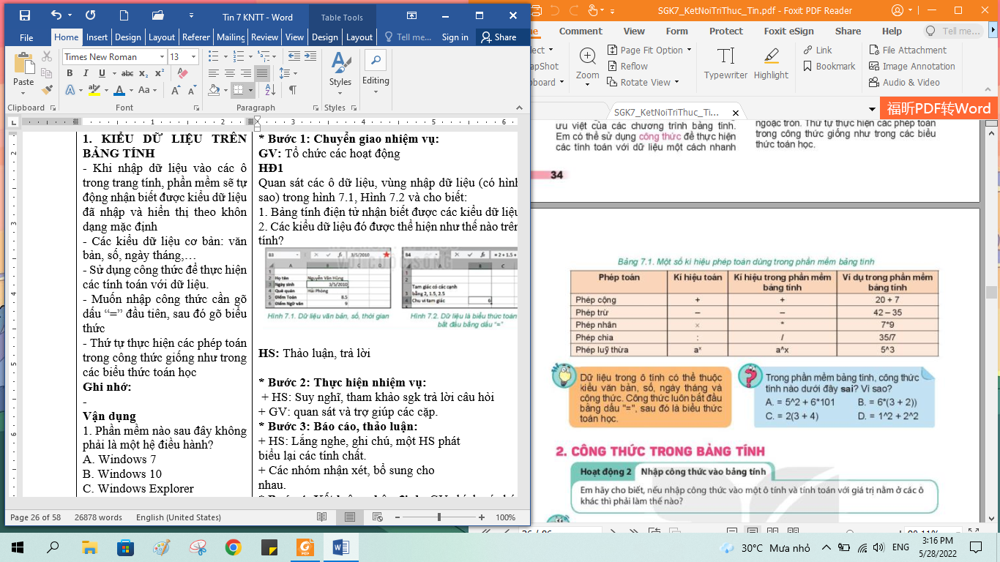 Tin 7 KNTT - Word
Table Tools
File
Home
Insert
Design
Layout
Referer
Mailing
Review
View
Design
Layout
Tell me...
Sign in
Share
Paste
Times New Roman
13
B I U abc x₂ x²
A Aa A A
Styles
Editing
Clipboard
Font
Paragraph
Styles
1 2 3 4 5 6
1. KIỂU DỮ LIỆU TRÊN
BẢNG TÍNH
- Khi nhập dữ liệu vào các ô
trong trang tính, phần mềm sẽ tự
động nhận biết được kiểu dữ liệu
đã nhập và hiển thị theo khôn
dạng mặc định
- Các kiểu dữ liệu cơ bản: văn
bản, số, ngày tháng,…
- Sử dụng công thức để thực hiện
các tính toán với dữ liệu.
- Muốn nhập công thức cần gõ
dấu “=” đầu tiên, sau đó gõ biểu
thức
- Thứ tự thực hiện các phép toán
trong công thức giống như trong
các biểu thức toán học
Ghi nhớ:
-
Vận dụng
1. Phần mềm nào sau đây không
phải là một hệ điều hành?
A. Windows 7
B. Windows 10
C. Windows Explorer
* Bước 1: Chuyển giao nhiệm vụ:
GV: Tổ chức các hoạt động
HĐ1
Quan sát các ô dữ liệu, vùng nhập dữ liệu (có hình
sao) trong hình 7.1, Hình 7.2 và cho biết:
1. Bảng tính điện tử nhận biết được các kiểu dữ liệu
2. Các kiểu dữ liệu đó được thể hiện như thế nào trên
tính?
B3 3/5/2010
A B C D
1
2 Họ tên Nguyễn Văn Hùng
3 Ngày sinh 3/5/2010
4 Quê quán Hải Phòng
5 Điểm Toán 8.5
6 Điểm Ngữ văn 9
Hình 7.1. Dữ liệu văn bản, số, thời gian
B4 = 2 + 1.5 +
A B
1
2
Tam giác có các cạnh
3 bằng 2, 1.5, 2.5
4 Chu vi tam giác 6
Hình 7.2. Dữ liệu là biểu thức toán
bắt đầu bằng dấu “=”
HS: Thảo luận, trả lời
* Bước 2: Thực hiện nhiệm vụ:
+ HS: Suy nghĩ, tham khảo sgk trả lời câu hỏi
+ GV: quan sát và trợ giúp các cặp.
* Bước 3: Báo cáo, thảo luận:
+ HS: Lắng nghe, ghi chú, một HS phát
biểu lại các tính chất.
+ Các nhóm nhận xét, bổ sung cho
nhau.
Page 26 of 58
26878 words
English (United States)
100%
SGK7_KetNoiTriThuc_Tin.pdf - Foxit PDF Reader
Comment
View
Form
Protect
Foxit eSign
Share
Help
Tell me...
Zoom
Page Fit Option
Reflow
Rotate View
Typewriter
Highlight
Link
Bookmark
File Attachment
Image Annotation
Audio & Video
SGK7_KetNoiTriThuc_Ti...
福昕PDF转Word
ưu việt của các chương trình bảng tính.
Em có thể sử dụng công thức để thực hiện
các tính toán với dữ liệu một cách nhanh
ngoặc tròn. Thứ tự thực hiện các phép toán
trong công thức giống như trong các biểu
thức toán học.
34
Bảng 7.1. Một số kí hiệu phép toán dùng trong phần mềm bảng tính
Phép toán | Kí hiệu toán | Kí hiệu trong phần mềm bảng tính | Ví dụ trong phần mềm bảng tính
Phép cộng + + 20 + 7
Phép trừ – – 42 – 35
Phép nhân × * 7*9
Phép chia : / 35/7
Phép luỹ thừa aˣ a^x 5^3
Dữ liệu trong ô tính có thể thuộc
kiểu văn bản, số, ngày tháng và
công thức. Công thức luôn bắt đầu
bằng dấu "=", sau đó là biểu thức
toán học.
Trong phần mềm bảng tính, công thức
tính nào dưới đây sai? Vì sao?
A. = 5^2 + 6*101 B. = 6*(3 + 2))
C. = 2(3 + 4) D. = 1^2 + 2^2
2. CÔNG THỨC TRONG BẢNG TÍNH
Hoạt động 2 Nhập công thức vào bảng tính
Em hãy cho biết, nếu nhập công thức vào một ô tính và tính toán với giá trị nằm ở các ô
khác thì phải làm thế nào?
30°C Mưa nhỏ
ENG
3:16 PM
5/28/2022